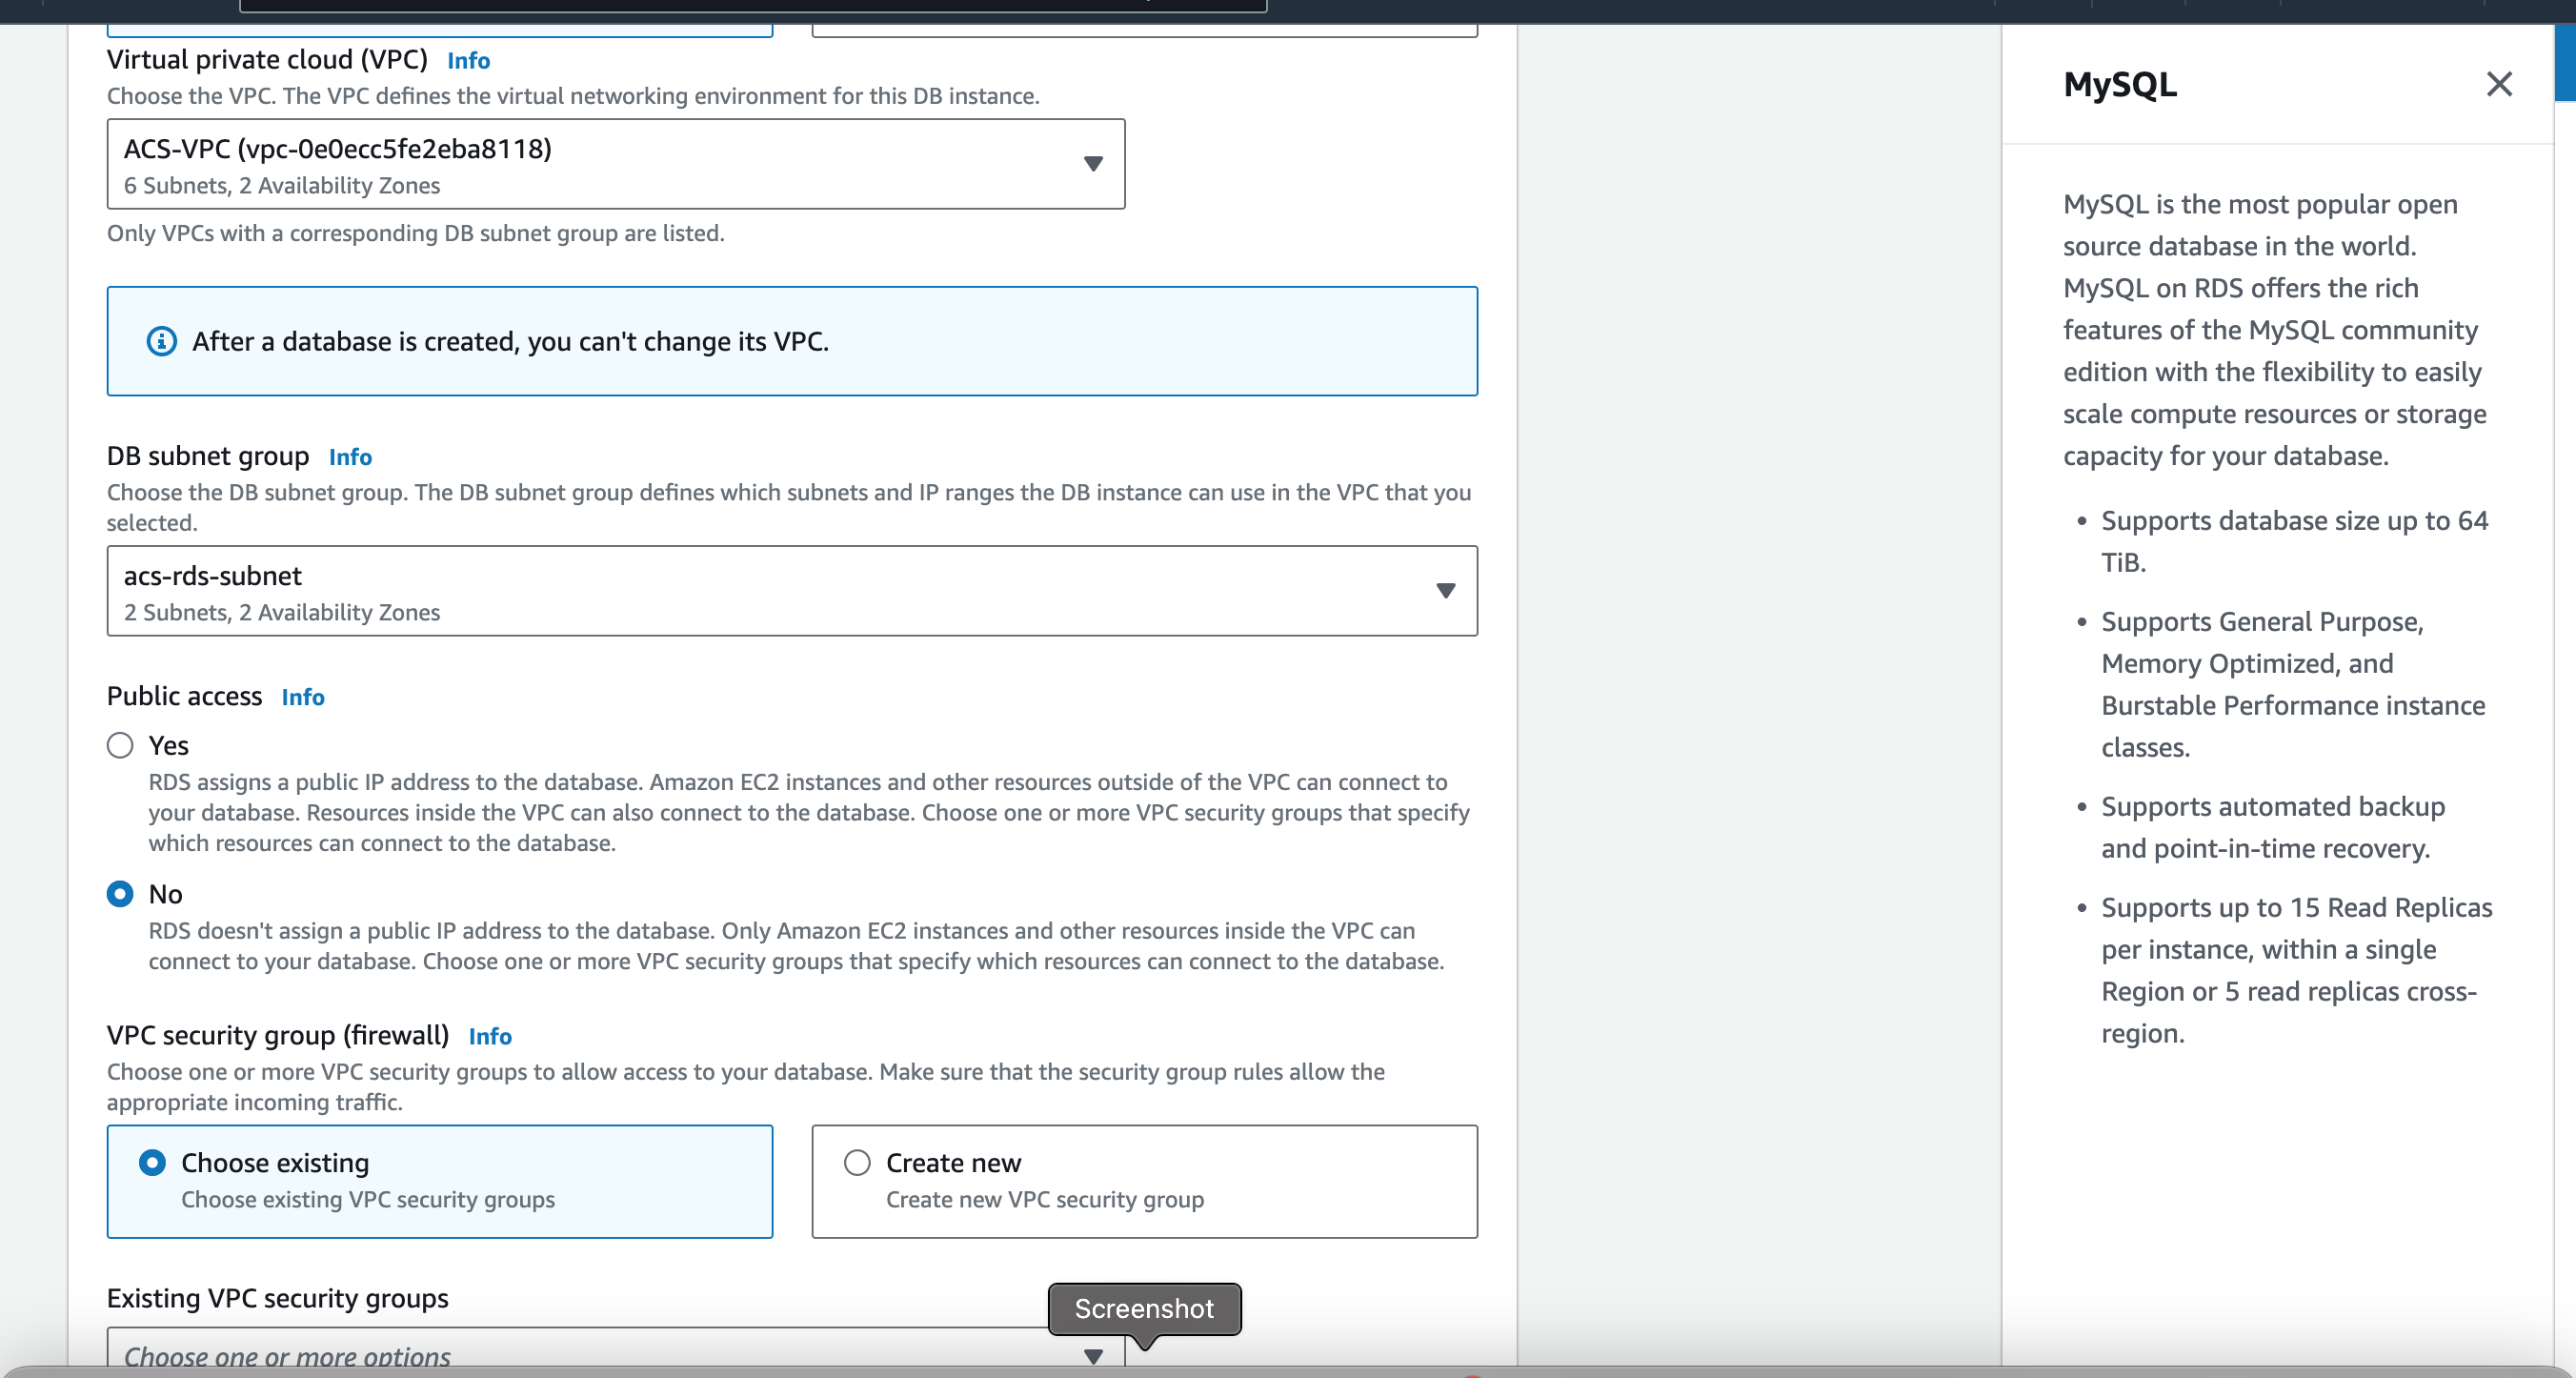 Virtual private cloud (VPC) Info
Choose the VPC. The VPC defines the virtual networking environment for this DB instance.
ACS-VPC (vpc-0e0ecc5fe2eba8118)
6 Subnets, 2 Availability Zones
Only VPCs with a corresponding DB subnet group are listed.
After a database is created, you can't change its VPC.
DB subnet group Info
Choose the DB subnet group. The DB subnet group defines which subnets and IP ranges the DB instance can use in the VPC that you
selected.
acs-rds-subnet
2 Subnets, 2 Availability Zones
Public access Info
Yes
RDS assigns a public IP address to the database. Amazon EC2 instances and other resources outside of the VPC can connect to
your database. Resources inside the VPC can also connect to the database. Choose one or more VPC security groups that specify
which resources can connect to the database.
No
RDS doesn't assign a public IP address to the database. Only Amazon EC2 instances and other resources inside the VPC can
connect to your database. Choose one or more VPC security groups that specify which resources can connect to the database.
VPC security group (firewall) Info
Choose one or more VPC security groups to allow access to your database. Make sure that the security group rules allow the
appropriate incoming traffic.
Choose existing
Choose existing VPC security groups
Create new
Create new VPC security group
Existing VPC security groups
Choose one or more options
Screenshot
MySQL
MySQL is the most popular open
source database in the world.
MySQL on RDS offers the rich
features of the MySQL community
edition with the flexibility to easily
scale compute resources or storage
capacity for your database.
• Supports database size up to 64
TiB.
• Supports General Purpose,
Memory Optimized, and
Burstable Performance instance
classes.
• Supports automated backup
and point-in-time recovery.
• Supports up to 15 Read Replicas
per instance, within a single
Region or 5 read replicas cross-
region.